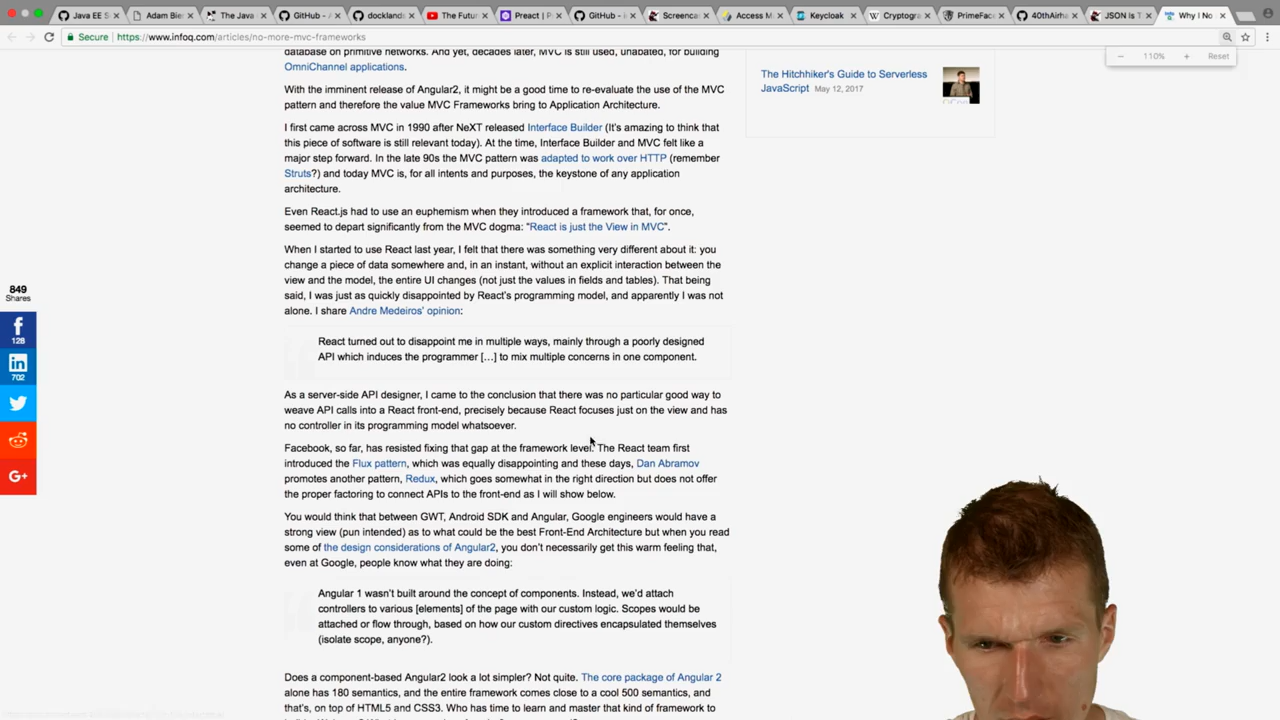 Java EE S
Adam Bie
The Java
GitHub - A
docklands
The Futur
Preact | P
GitHub - i
Screenca
Access M
Keycloak
Cryptogra
PrimeFac
40thAirha
JSON is T
Why I No
Secure
https://www.infoq.com/articles/no-more-mvc-frameworks
− 110% + Reset
database on primitive networks. And yet, decades later, MVC is still used, unabated, for building
OmniChannel applications.
The Hitchhiker's Guide to Serverless
JavaScript May 12, 2017
With the imminent release of Angular2, it might be a good time to re-evaluate the use of the MVC
pattern and therefore the value MVC Frameworks bring to Application Architecture.
I first came across MVC in 1990 after NeXT released Interface Builder (It's amazing to think that
this piece of software is still relevant today). At the time, Interface Builder and MVC felt like a
major step forward. In the late 90s the MVC pattern was adapted to work over HTTP (remember
Struts?) and today MVC is, for all intents and purposes, the keystone of any application
architecture.
Even React.js had to use an euphemism when they introduced a framework that, for once,
seemed to depart significantly from the MVC dogma: "React is just the View in MVC".
When I started to use React last year, I felt that there was something very different about it: you
change a piece of data somewhere and, in an instant, without an explicit interaction between the
view and the model, the entire UI changes (not just the values in fields and tables). That being
said, I was just as quickly disappointed by React's programming model, and apparently I was not
alone. I share Andre Medeiros' opinion:
849
Shares
128
702
React turned out to disappoint me in multiple ways, mainly through a poorly designed
API which induces the programmer […] to mix multiple concerns in one component.
As a server-side API designer, I came to the conclusion that there was no particular good way to
weave API calls into a React front-end, precisely because React focuses just on the view and has
no controller in its programming model whatsoever.
Facebook, so far, has resisted fixing that gap at the framework level. The React team first
introduced the Flux pattern, which was equally disappointing and these days, Dan Abramov
promotes another pattern, Redux, which goes somewhat in the right direction but does not offer
the proper factoring to connect APIs to the front-end as I will show below.
You would think that between GWT, Android SDK and Angular, Google engineers would have a
strong view (pun intended) as to what could be the best Front-End Architecture but when you read
some of the design considerations of Angular2, you don't necessarily get this warm feeling that,
even at Google, people know what they are doing:
Angular 1 wasn't built around the concept of components. Instead, we'd attach
controllers to various [elements] of the page with our custom logic. Scopes would be
attached or flow through, based on how our custom directives encapsulated themselves
(isolate scope, anyone?).
Does a component-based Angular2 look a lot simpler? Not quite. The core package of Angular 2
alone has 180 semantics, and the entire framework comes close to a cool 500 semantics, and
that's, on top of HTML5 and CSS3. Who has time to learn and master that kind of framework to